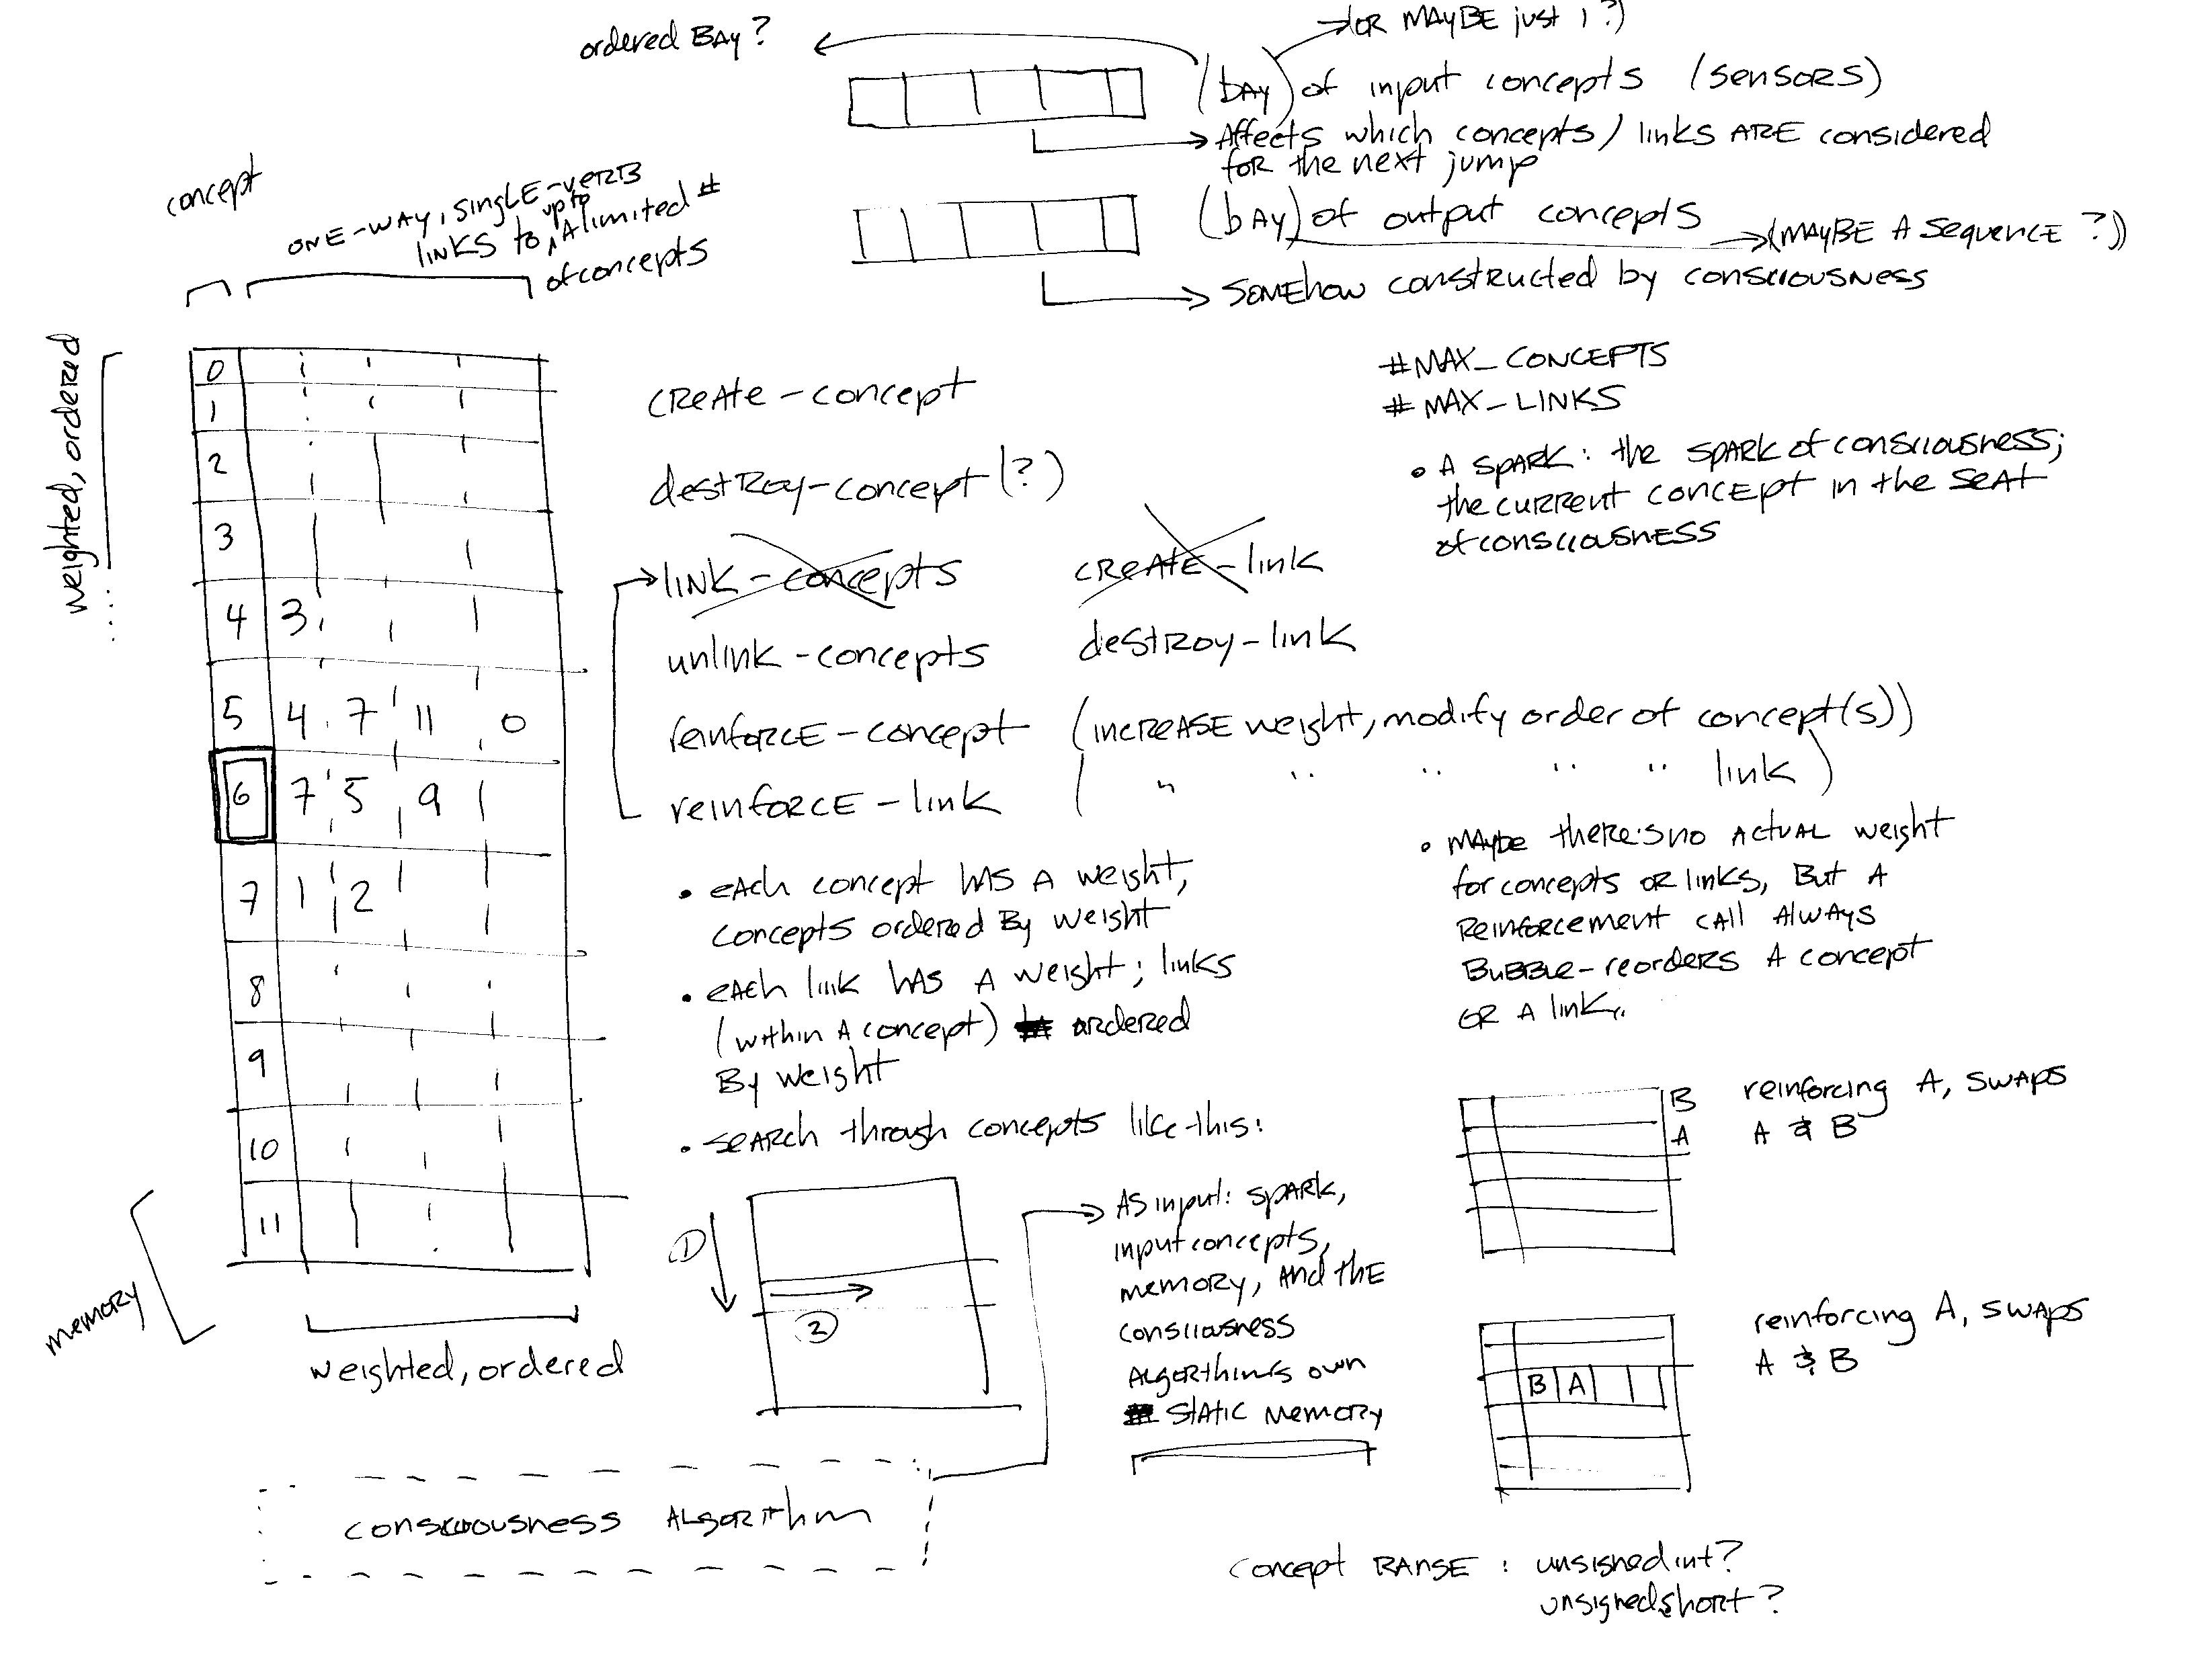 ordered BAy?
(OR MAyBE just 1?)
(bAy) of input concepts (sensors)
Affects which concepts / links ARE considered
for the next jump
(bAy) of output concepts
(MAyBE A sequence?)
somehow constructed by consciousness
concept
ONE-WAY, SINGLE-VERB
links to up to A limited #
of concepts
weighted, ordered
0
1
2
3
4 3
5 4 7 11 0
6 7 5 9
7 1 2
8
9
10
11
memory
weighted, ordered
create-concept
destroy-concept (?)
link-concepts create-link
unlink-concepts destroy-link
reinforce-concept (increase weight, modify order of concept(s))
reinforce-link ( " " " " " link )
#MAX_CONCEPTS
#MAX_LINKS
• A SPARK: the SPARK of consciousness;
the current concept in the seat
of consciousness
• each concept has a weight,
concepts ordered by weight
• each link has a weight; links
(within a concept) ordered
By weight
• search through concepts like this:
1
2
• MAyBE there's no ACTUAL weight
for concepts OR links, But A
Reinforcement call Always
Bubble-reorders A concept
OR A link..
B
A
reinforcing A, swaps
A & B
B A
reinforcing A, swaps
A & B
As input: spark,
input concepts,
memory, and the
consciousness
Algorthim's own
static memory
consciousness Algorithm
concept RANGE : unsigned int?
unsigned short?